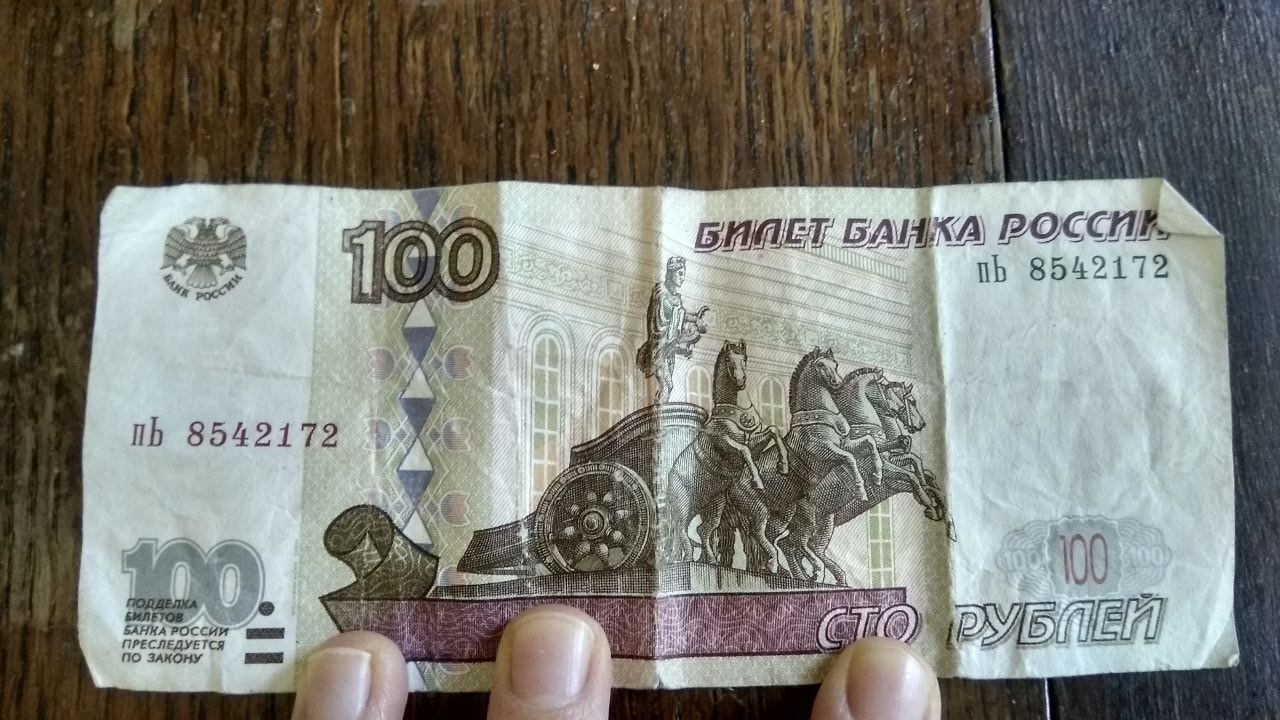 БАНК РОССИИ
100
БИЛЕТ БАНКА РОССИИ
пЬ 8542172
пЬ 8542172
100
ПОДДЕЛКА
БИЛЕТОВ
БАНКА РОССИИ
ПРЕСЛЕДУЕТСЯ
ПО ЗАКОНУ
100 100 100
СТО РУБЛЕЙ